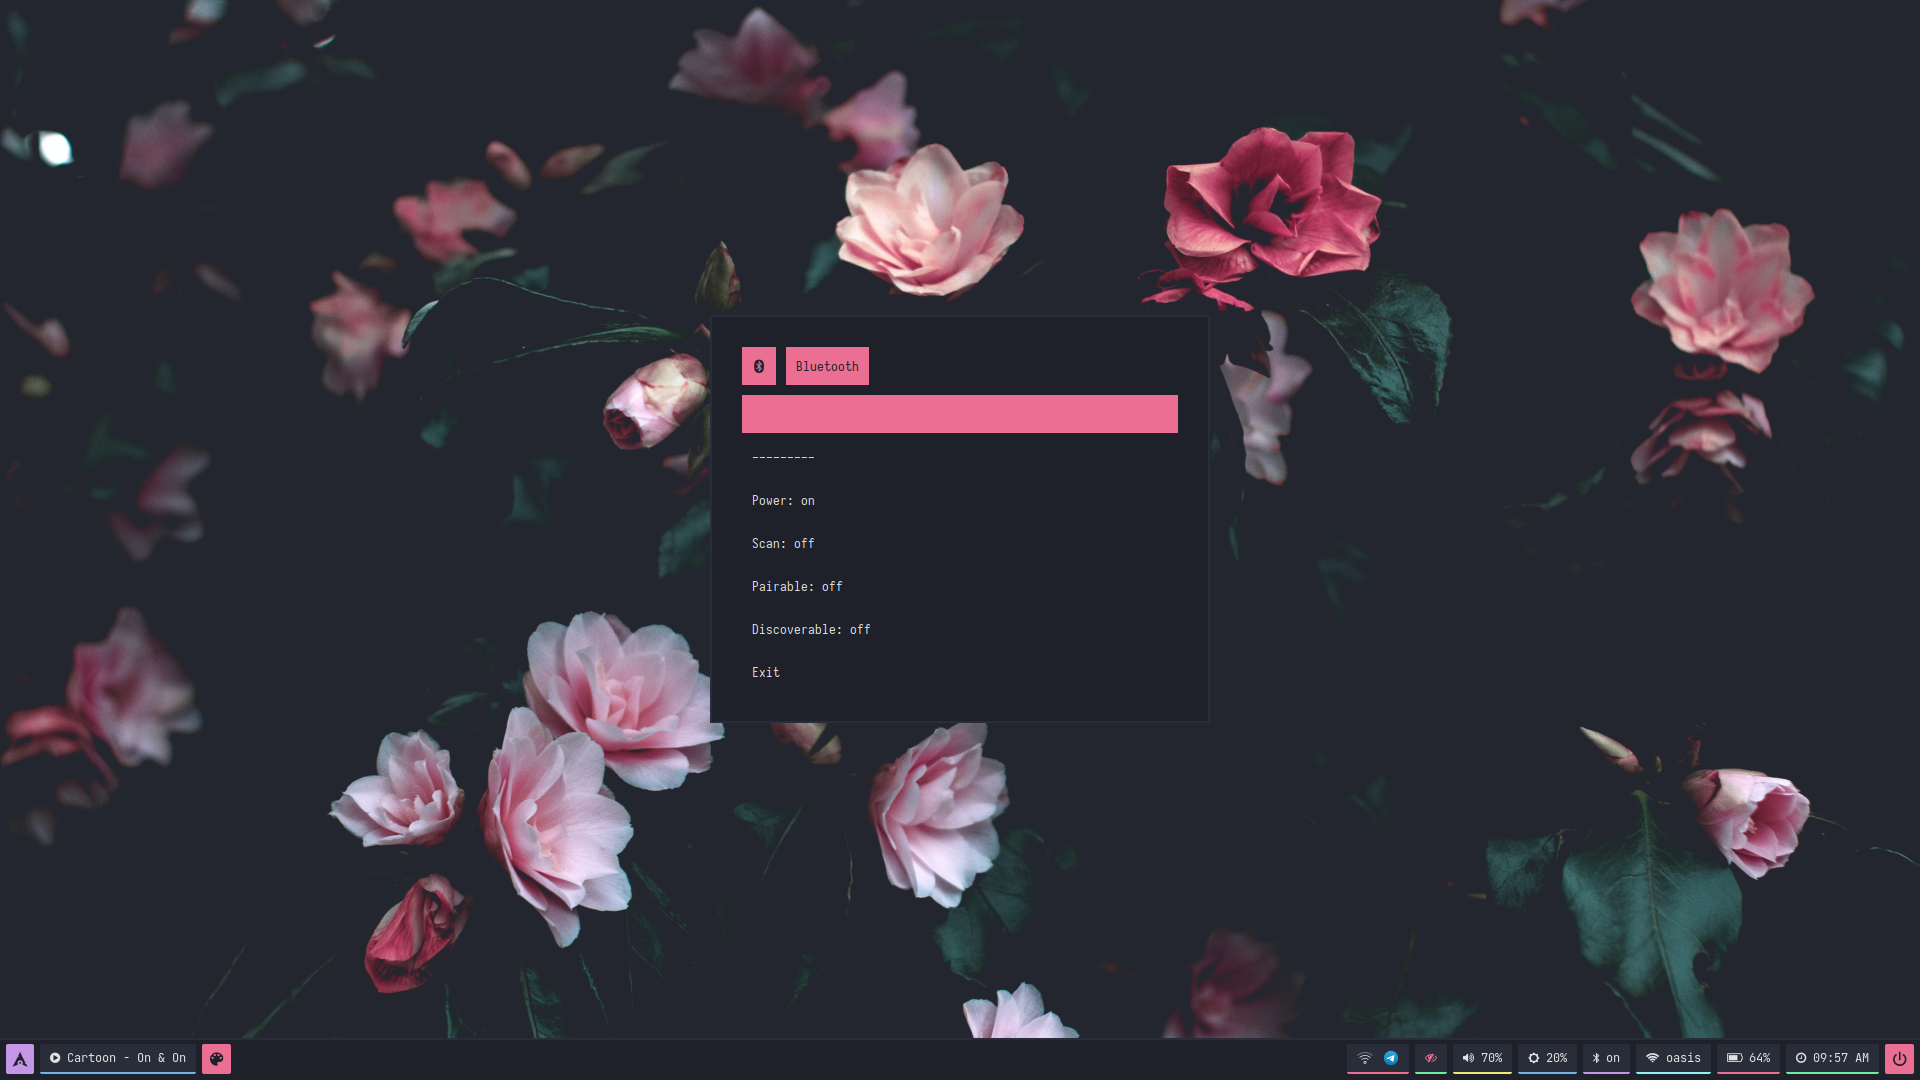 Bluetooth
---------
Power: on
Scan: off
Pairable: off
Discoverable: off
Exit
Cartoon - On & On
70%
20%
on
oasis
64%
09:57 AM